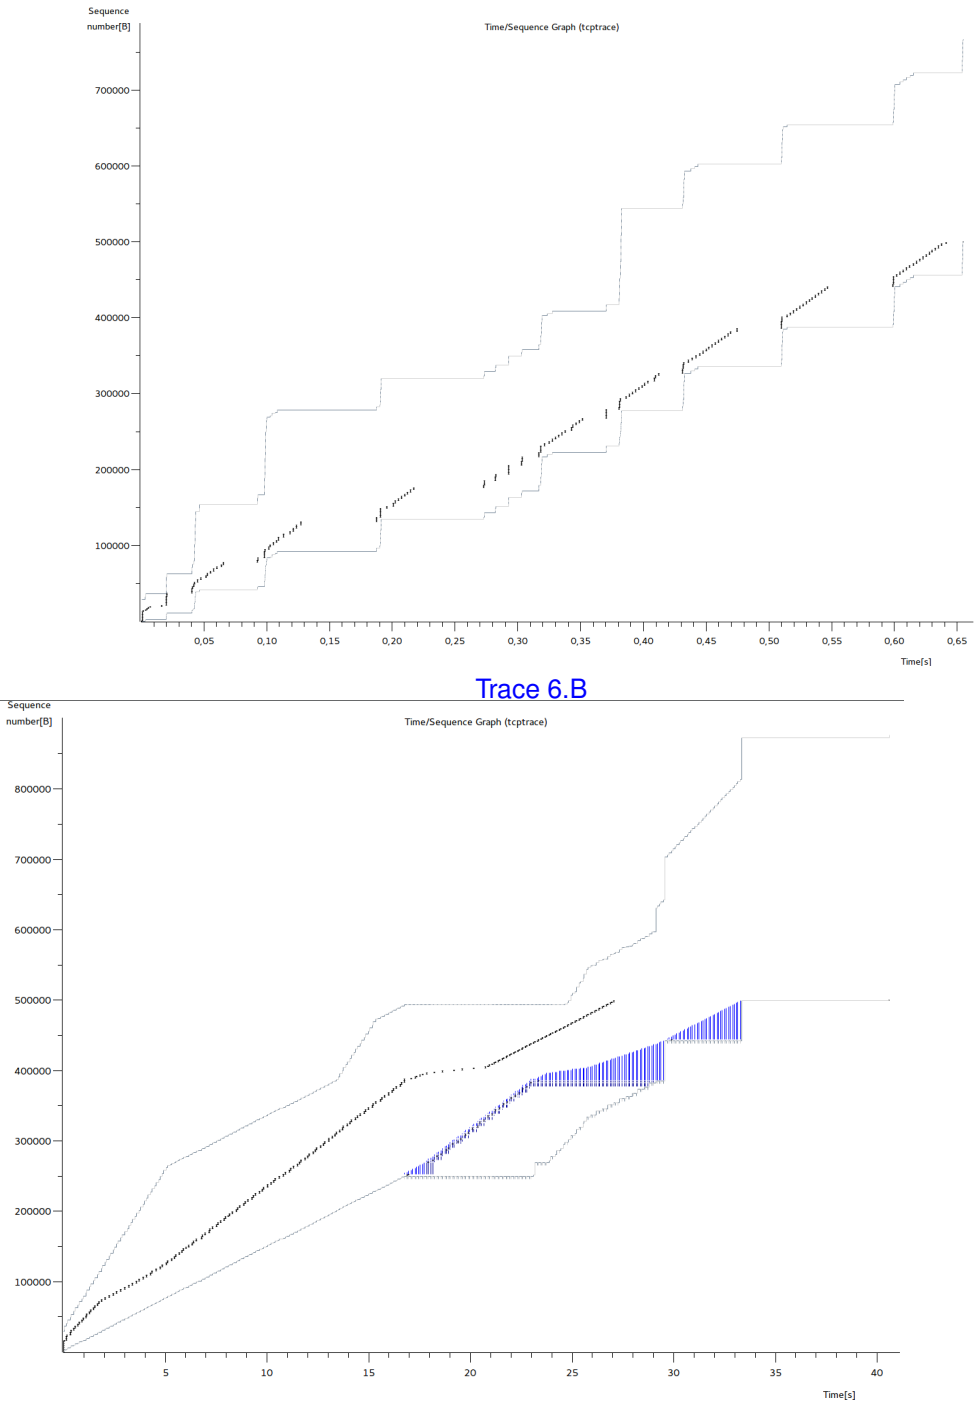 Sequence
number[B]
Time/Sequence Graph (tcptrace)
700000
600000
500000
400000
300000
200000
100000
0,05 0,10 0,15 0,20 0,25 0,30 0,35 0,40 0,45 0,50 0,55 0,60 0,65
Time[s]
Trace 6.B
Sequence
number[B]
Time/Sequence Graph (tcptrace)
800000
700000
600000
500000
400000
300000
200000
100000
5 10 15 20 25 30 35 40
Time[s]